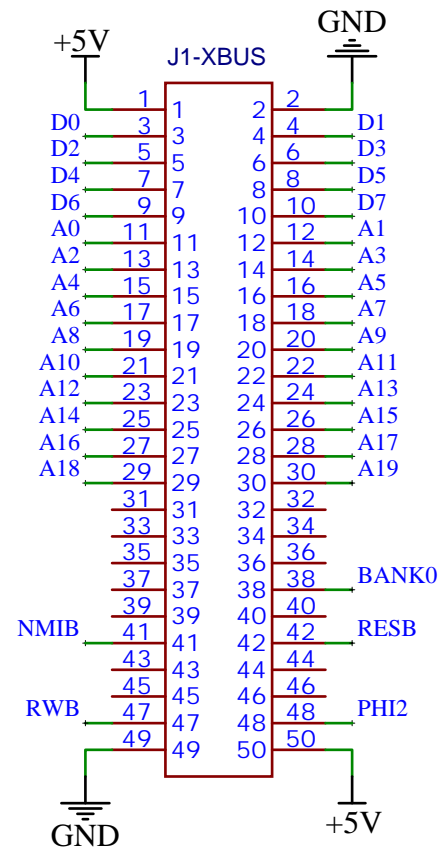 GND
+5V
J1-XBUS
1 1 2 2
D0 3 3 4 4 D1
D2 5 5 6 6 D3
D4 7 7 8 8 D5
D6 9 9 10 10 D7
A0 11 11 12 12 A1
A2 13 13 14 14 A3
A4 15 15 16 16 A5
A6 17 17 18 18 A7
A8 19 19 20 20 A9
A10 21 21 22 22 A11
A12 23 23 24 24 A13
A14 25 25 26 26 A15
A16 27 27 28 28 A17
A18 29 29 30 30 A19
31 31 32 32
33 33 34 34
35 35 36 36
37 37 38 38 BANK0
39 39 40 40
NMIB 41 41 42 42 RESB
43 43 44 44
45 45 46 46
RWB 47 47 48 48 PHI2
49 49 50 50
GND +5V